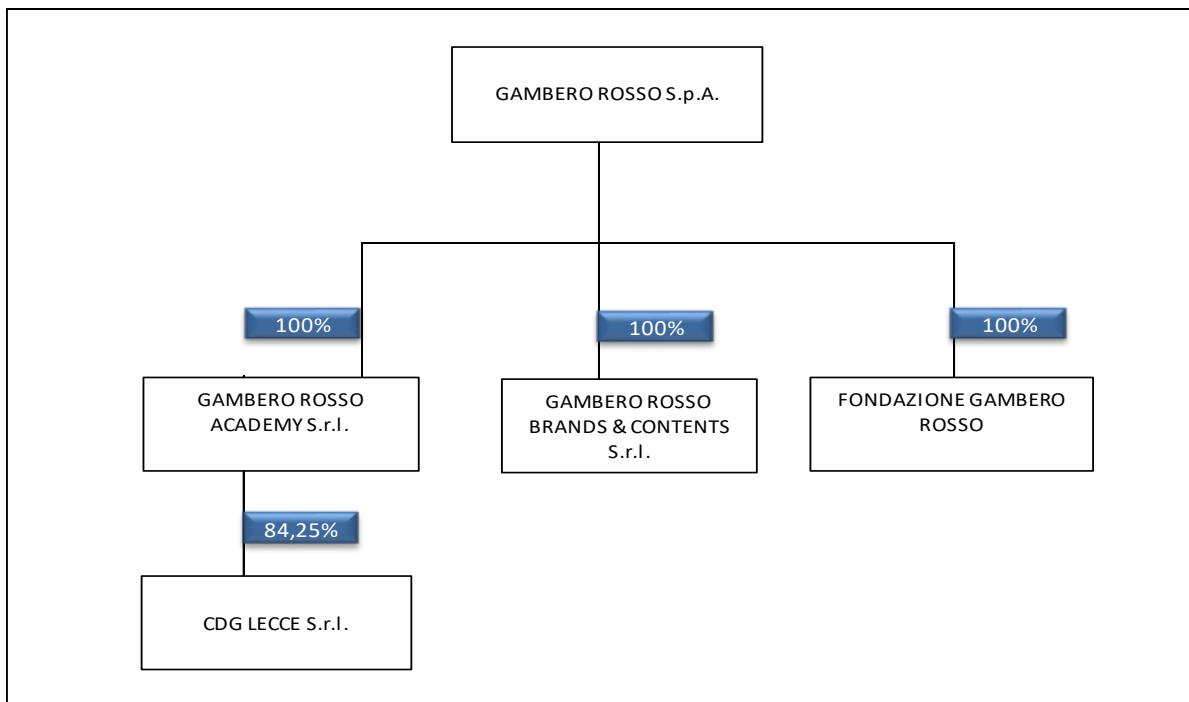 GAMBERO ROSSO S.p.A.
100%
100%
100%
GAMBERO ROSSO
ACADEMY S.r.l.
GAMBERO ROSSO
BRANDS & CONTENTS
S.r.l.
FONDAZIONE GAMBERO
ROSSO
84,25%
CDG LECCE S.r.l.